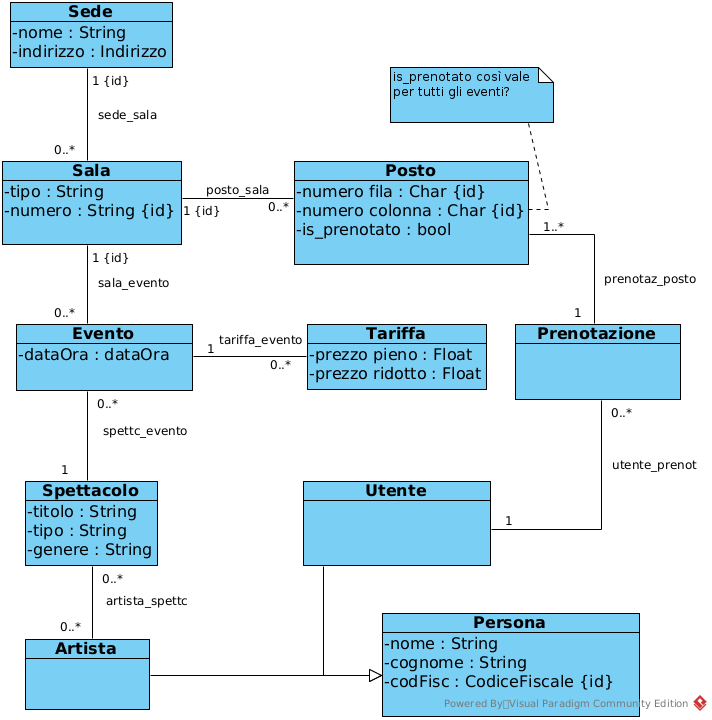 Sede
-nome : String
-indirizzo : Indirizzo
1 {id}
sede_sala
0..*
is_prenotato così vale
per tutti gli eventi?
Sala
-tipo : String
-numero : String {id}
posto_sala
1 {id}
0..*
Posto
-numero fila : Char {id}
-numero colonna : Char {id}
-is_prenotato : bool
1..*
prenotaz_posto
1
1 {id}
sala_evento
0..*
Evento
-dataOra : dataOra
tariffa_evento
1
0..*
Tariffa
-prezzo pieno : Float
-prezzo ridotto : Float
Prenotazione
0..*
utente_prenot
1
0..*
spettc_evento
1
Spettacolo
-titolo : String
-tipo : String
-genere : String
Utente
0..*
artista_spettc
0..*
Artista
Persona
-nome : String
-cognome : String
-codFisc : CodiceFiscale {id}
Powered By Visual Paradigm Community Edition